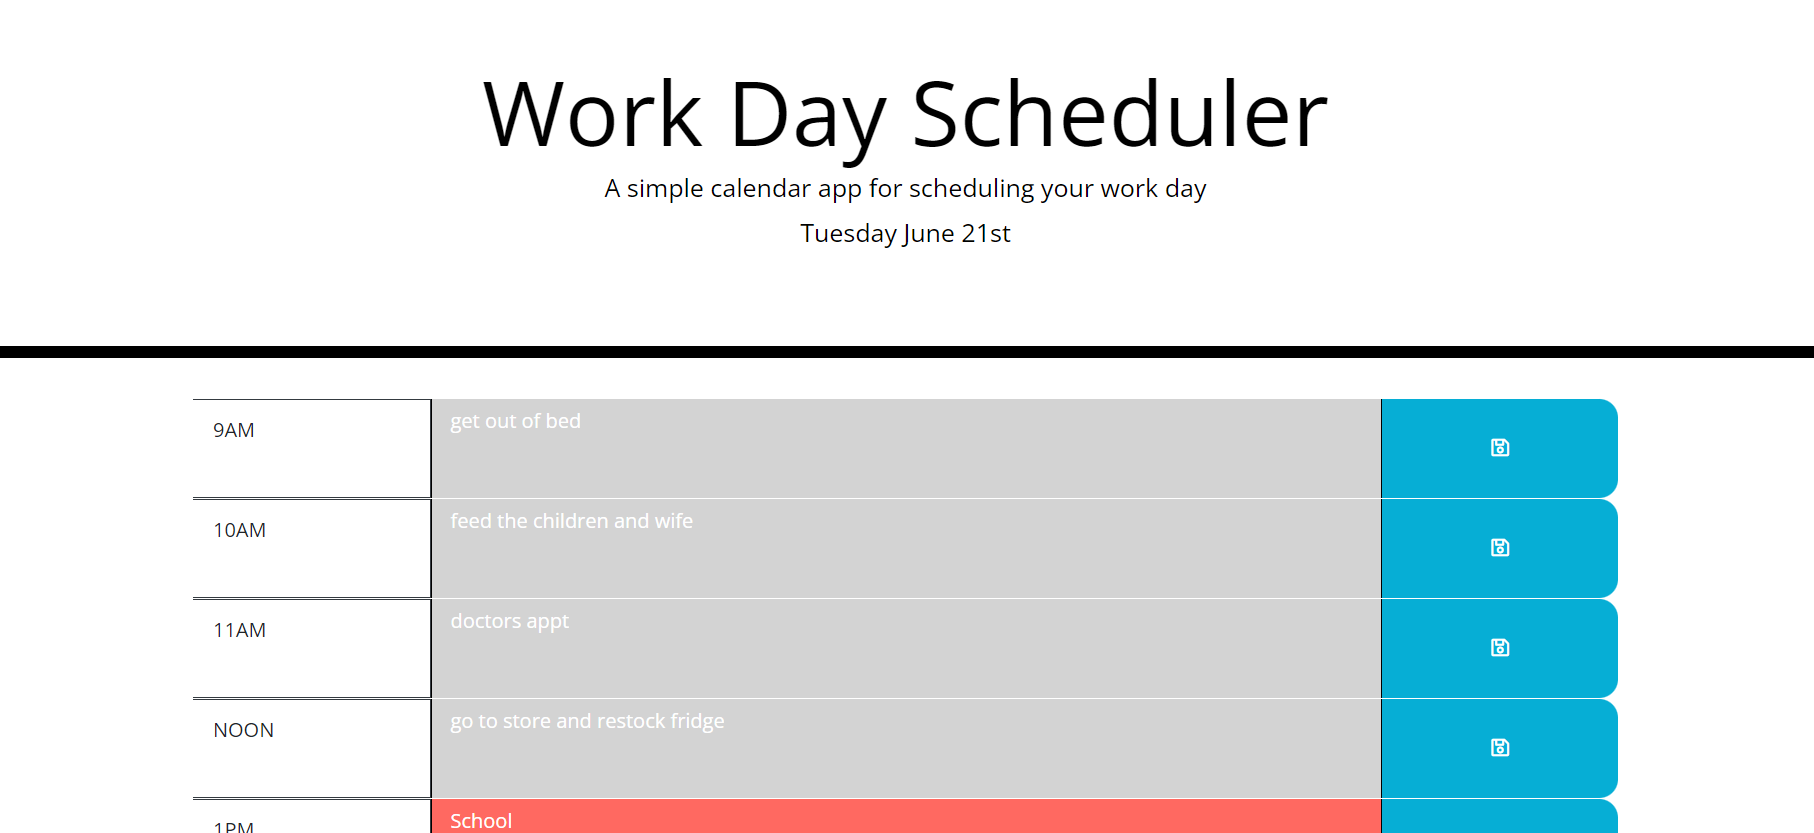 Work Day Scheduler
A simple calendar app for scheduling your work day
Tuesday June 21st
9AM
get out of bed
10AM
feed the children and wife
11AM
doctors appt
NOON
go to store and restock fridge
1PM
School